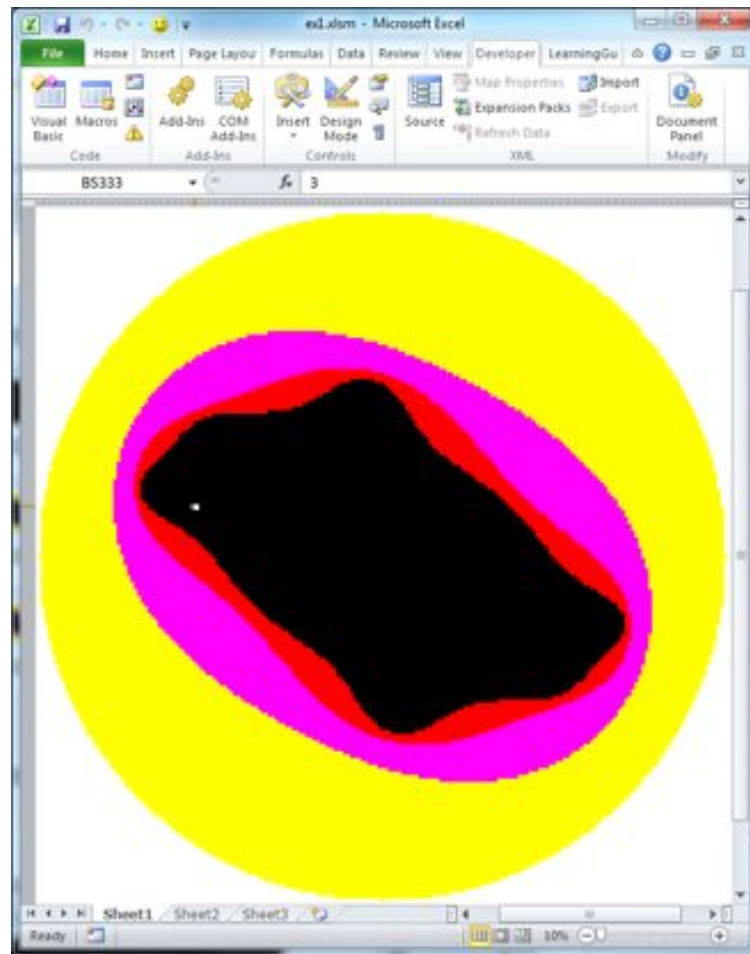 ex1.xlsm - Microsoft Excel
File Home Insert Page Layou Formulas Data Review View Developer LearningGu
Visual Basic Macros Add-Ins COM Add-Ins Insert Design Mode Source Map Properties Import Document Panel
Expansion Packs Export
Refresh Data
Code Add-Ins Controls XML Modify
BS333 fx 3
Sheet1 Sheet2 Sheet3
Ready 10%